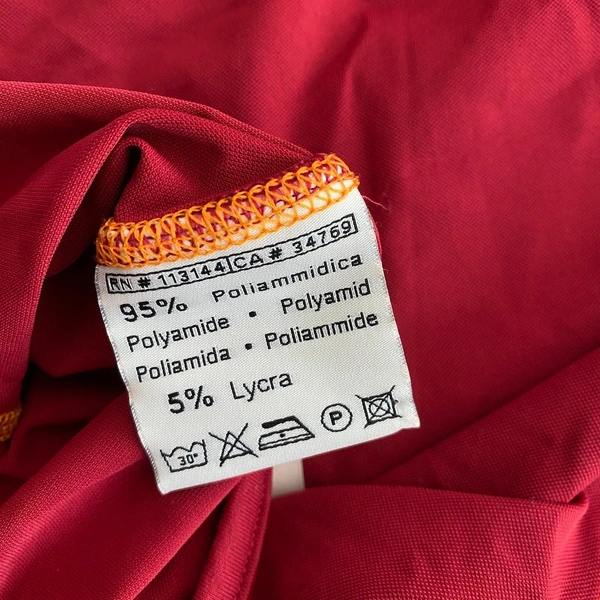 RN # 113144 CA # 34769
95% Poliammidica
Polyamide • Polyamid
Poliamida • Poliammide
5% Lycra
30° P